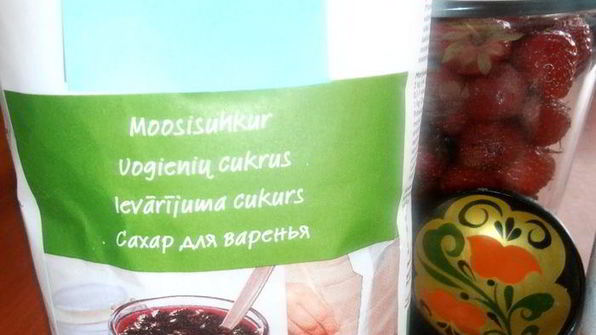 Moosisuhkur
Uogienių cukrus
Ievārījuma cukurs
Сахар для варенья